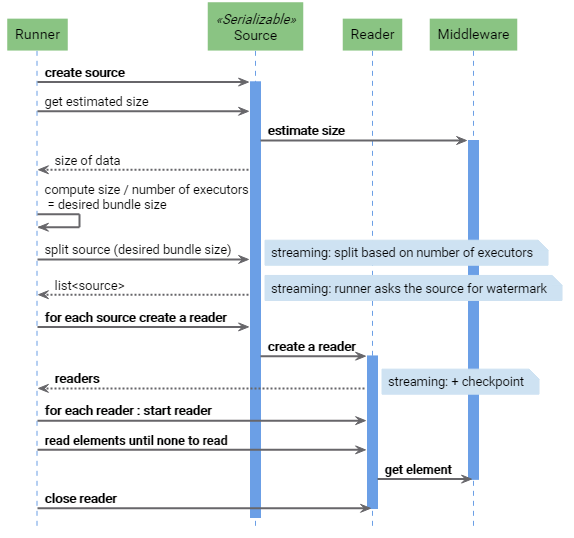 Runner
«Serializable»
Source
Reader
Middleware
create source
get estimated size
estimate size
size of data
compute size / number of executors
= desired bundle size
split source (desired bundle size)
streaming: split based on number of executors
list<source>
streaming: runner asks the source for watermark
for each source create a reader
create a reader
readers
streaming: + checkpoint
for each reader : start reader
read elements until none to read
get element
close reader